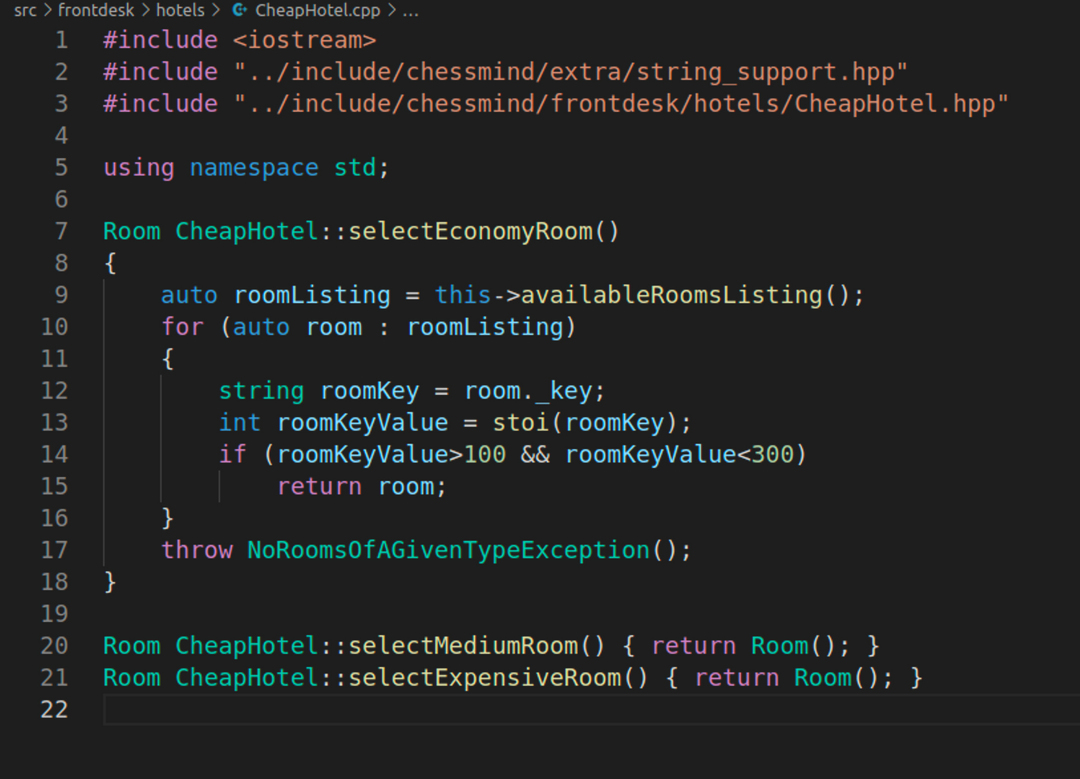 src > frontdesk > hotels > CheapHotel.cpp > ...
1 #include <iostream>
2 #include "../include/chessmind/extra/string_support.hpp"
3 #include "../include/chessmind/frontdesk/hotels/CheapHotel.hpp"
4
5 using namespace std;
6
7 Room CheapHotel::selectEconomyRoom()
8 {
9     auto roomListing = this->availableRoomsListing();
10     for (auto room : roomListing)
11     {
12         string roomKey = room._key;
13         int roomKeyValue = stoi(roomKey);
14         if (roomKeyValue>100 && roomKeyValue<300)
15             return room;
16     }
17     throw NoRoomsOfAGivenTypeException();
18 }
19
20 Room CheapHotel::selectMediumRoom() { return Room(); }
21 Room CheapHotel::selectExpensiveRoom() { return Room(); }
22